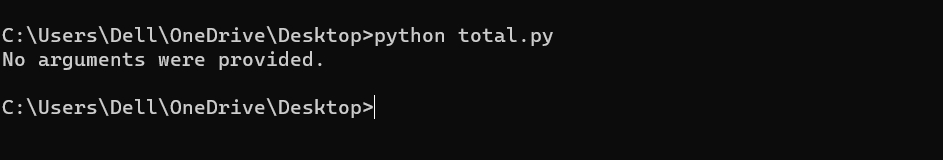 C:\Users\Dell\OneDrive\Desktop>python total.py
No arguments were provided.
C:\Users\Dell\OneDrive\Desktop>